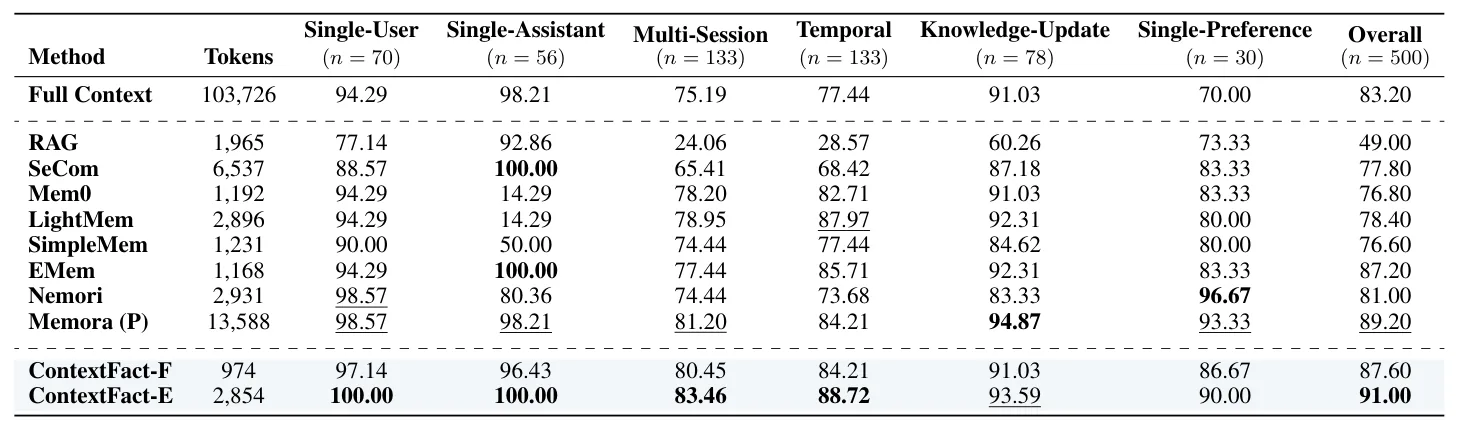 Method Tokens Single-User (n = 70) Single-Assistant (n = 56) Multi-Session (n = 133) Temporal (n = 133) Knowledge-Update (n = 78) Single-Preference (n = 30) Overall (n = 500)
Full Context 103,726 94.29 98.21 75.19 77.44 91.03 70.00 83.20
RAG 1,965 77.14 92.86 24.06 28.57 60.26 73.33 49.00
SeCom 6,537 88.57 100.00 65.41 68.42 87.18 83.33 77.80
Mem0 1,192 94.29 14.29 78.20 82.71 91.03 83.33 76.80
LightMem 2,896 94.29 14.29 78.95 87.97 92.31 80.00 78.40
SimpleMem 1,231 90.00 50.00 74.44 77.44 84.62 80.00 76.60
EMem 1,168 94.29 100.00 77.44 85.71 92.31 83.33 87.20
Nemori 2,931 98.57 80.36 74.44 73.68 83.33 96.67 81.00
Memora (P) 13,588 98.57 98.21 81.20 84.21 94.87 93.33 89.20
ContextFact-F 974 97.14 96.43 80.45 84.21 91.03 86.67 87.60
ContextFact-E 2,854 100.00 100.00 83.46 88.72 93.59 90.00 91.00